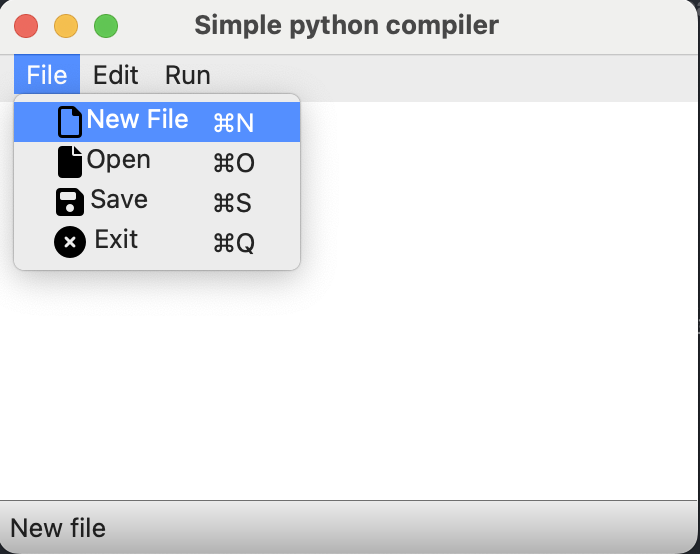 Simple python compiler
File Edit Run
New File ⌘N
Open ⌘O
Save ⌘S
Exit ⌘Q
New file